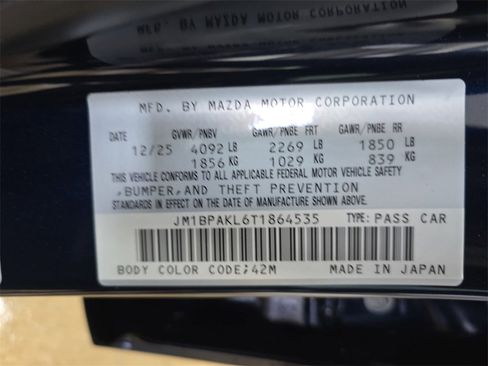 MFD. BY MAZDA MOTOR CORPORATION
DATE GVWR/PNBV GAWR/PNBE FRT GAWR/PNBE RR
12/25 4092 LB 2269 LB 1850 LB
1856 KG 1029 KG 839 KG
THIS VEHICLE CONFORMS TO ALL APPLICABLE FEDERAL MOTOR VEHICLE SAFETY
,BUMPER,AND THEFT PREVENTION
STANDARDS IN EFFECT ON THE DATE OF MANUFACTURE SHOWN ABOVE.
JM1BPAKL6T1864535 TYPE:PASS CAR
BODY COLOR CODE;42M MADE IN JAPAN